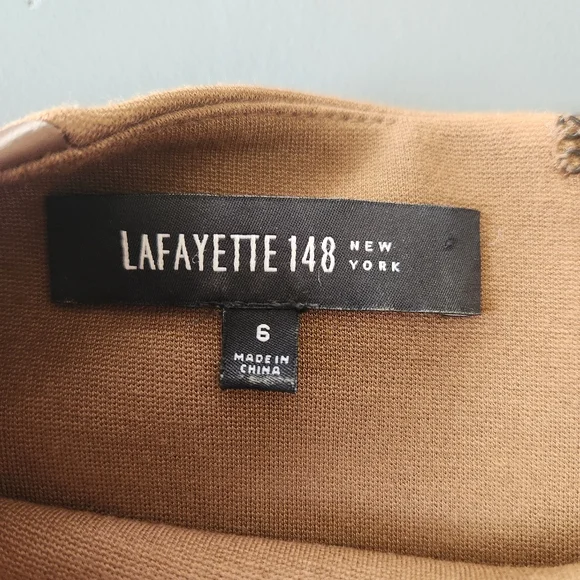 LAFAYETTE 148 NEW YORK
6
MADE IN
CHINA